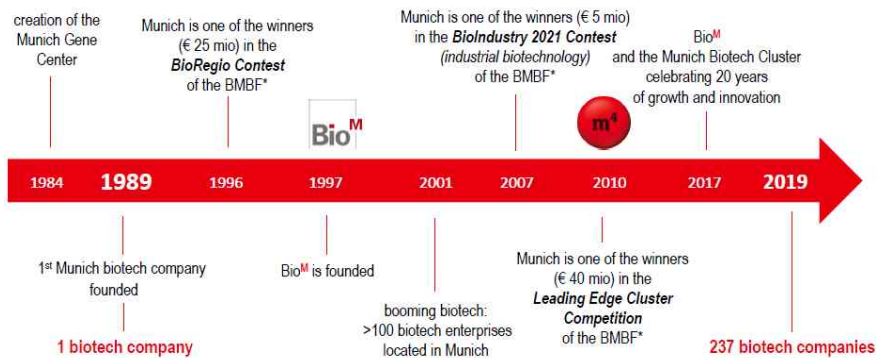 creation of the
Munich Gene
Center
Munich is one of the winners
(€ 25 mio) in the
BioRegio Contest
of the BMBF*
Munich is one of the winners (€ 5 mio)
in the BioIndustry 2021 Contest
(industrial biotechnology)
of the BMBF*
Bioᴹ
and the Munich Biotech Cluster
celebrating 20 years
of growth and innovation
Bioᴹ
m⁴
1984 1989 1996 1997 2001 2007 2010 2017 2019
1st Munich biotech company
founded
1 biotech company
Bioᴹ is founded
booming biotech:
>100 biotech enterprises
located in Munich
Munich is one of the winners
(€ 40 mio) in the
Leading Edge Cluster
Competition
of the BMBF*
237 biotech companies